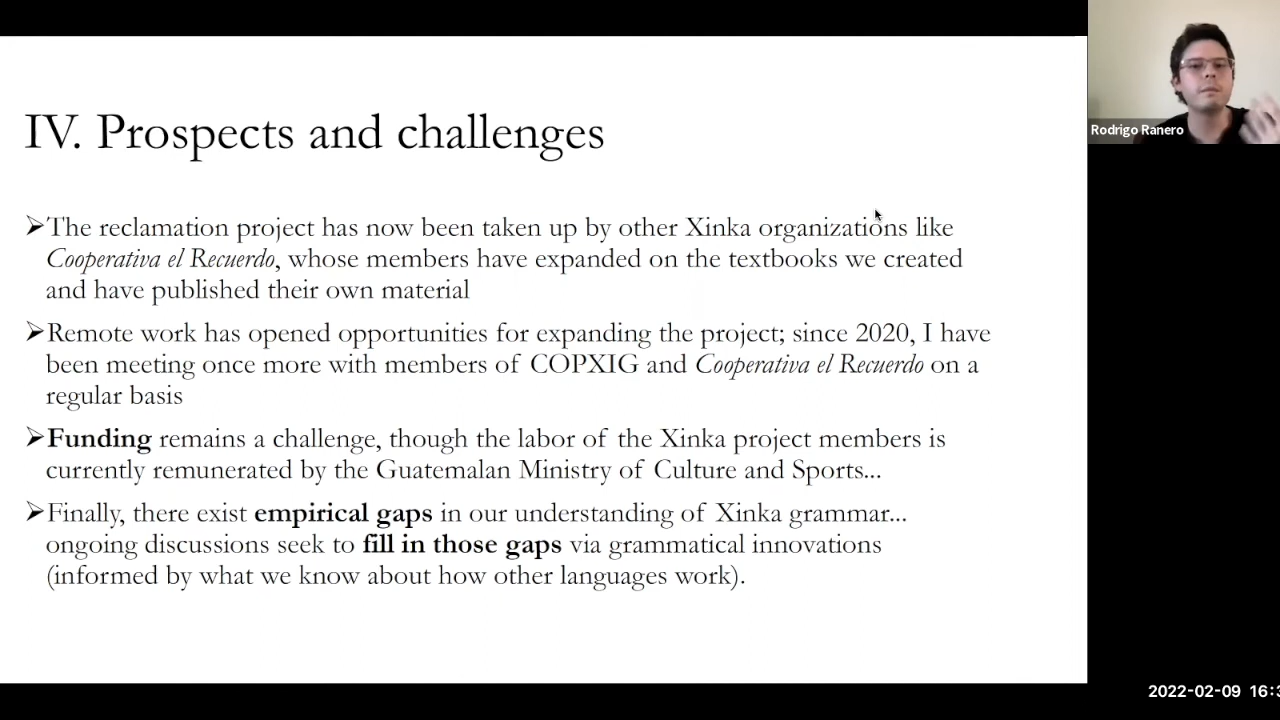 IV. Prospects and challenges
Rodrigo Ranero
➢The reclamation project has now been taken up by other Xinka organizations like
Cooperativa el Recuerdo, whose members have expanded on the textbooks we created
and have published their own material
➢Remote work has opened opportunities for expanding the project; since 2020, I have
been meeting once more with members of COPXIG and Cooperativa el Recuerdo on a
regular basis
➢Funding remains a challenge, though the labor of the Xinka project members is
currently remunerated by the Guatemalan Ministry of Culture and Sports...
➢Finally, there exist empirical gaps in our understanding of Xinka grammar...
ongoing discussions seek to fill in those gaps via grammatical innovations
(informed by what we know about how other languages work).
2022-02-09 16:3